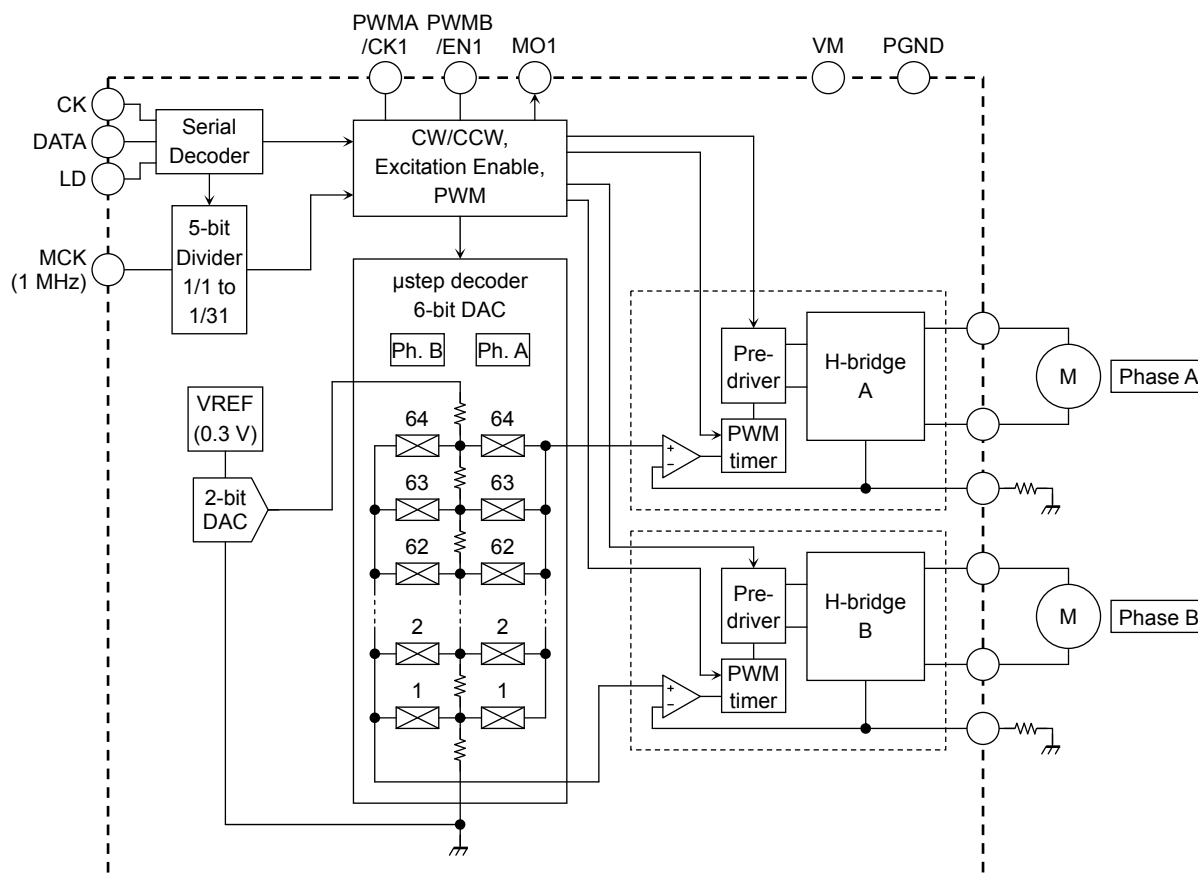 PWMA
/CK1
PWMB
/EN1
MO1
VM
PGND
CK
DATA
LD
Serial
Decoder
CW/CCW,
Excitation Enable,
PWM
MCK
(1 MHz)
5-bit
Divider
1/1 to
1/31
µstep decoder
6-bit DAC
Ph. B
Ph. A
VREF
(0.3 V)
2-bit
DAC
64
64
63
63
62
62
2
2
1
1
Pre-
driver
H-bridge
A
PWM
timer
+
−
M
Phase A
Pre-
driver
H-bridge
B
PWM
timer
+
−
M
Phase B